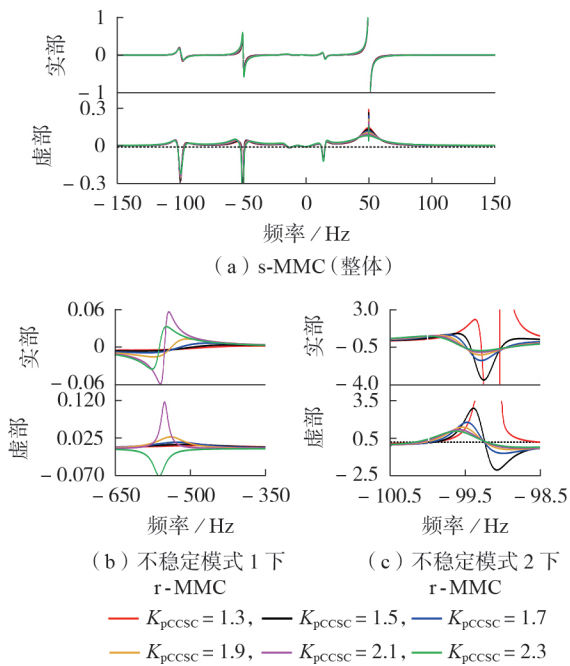 1
0
－1
实部
0.3
0
－0.3
虚部
－150 －100 －50 0 50 100 150
频率／Hz
（a）s-MMC（整体）
0.06
0
－0.06
实部
0.120
0.025
－0.070
虚部
－650 －500 －350
频率／Hz
（b）不稳定模式1下
r-MMC
3.0
－0.5
－4.0
实部
3.5
0.5
－2.5
虚部
－100.5 －99.5 －98.5
频率／Hz
（c）不稳定模式2下
r-MMC
KpCCSC＝1.3， KpCCSC＝1.5， KpCCSC＝1.7
KpCCSC＝1.9， KpCCSC＝2.1， KpCCSC＝2.3